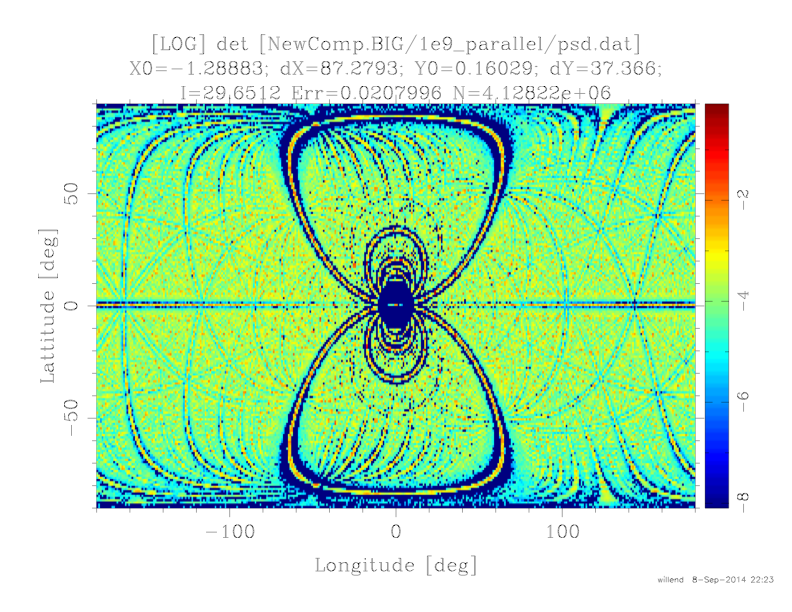 [LOG] det [NewComp.BIG/1e9_parallel/psd.dat]
X0=-1.28883; dX=87.2793; Y0=0.16029; dY=37.366;
I=29.6512 Err=0.0207996 N=4.12822e+06
50
0
-50
Lattitude [deg]
-100
0
100
Longitude [deg]
-2
-4
-6
-8
willend 8-Sep-2014 22:23